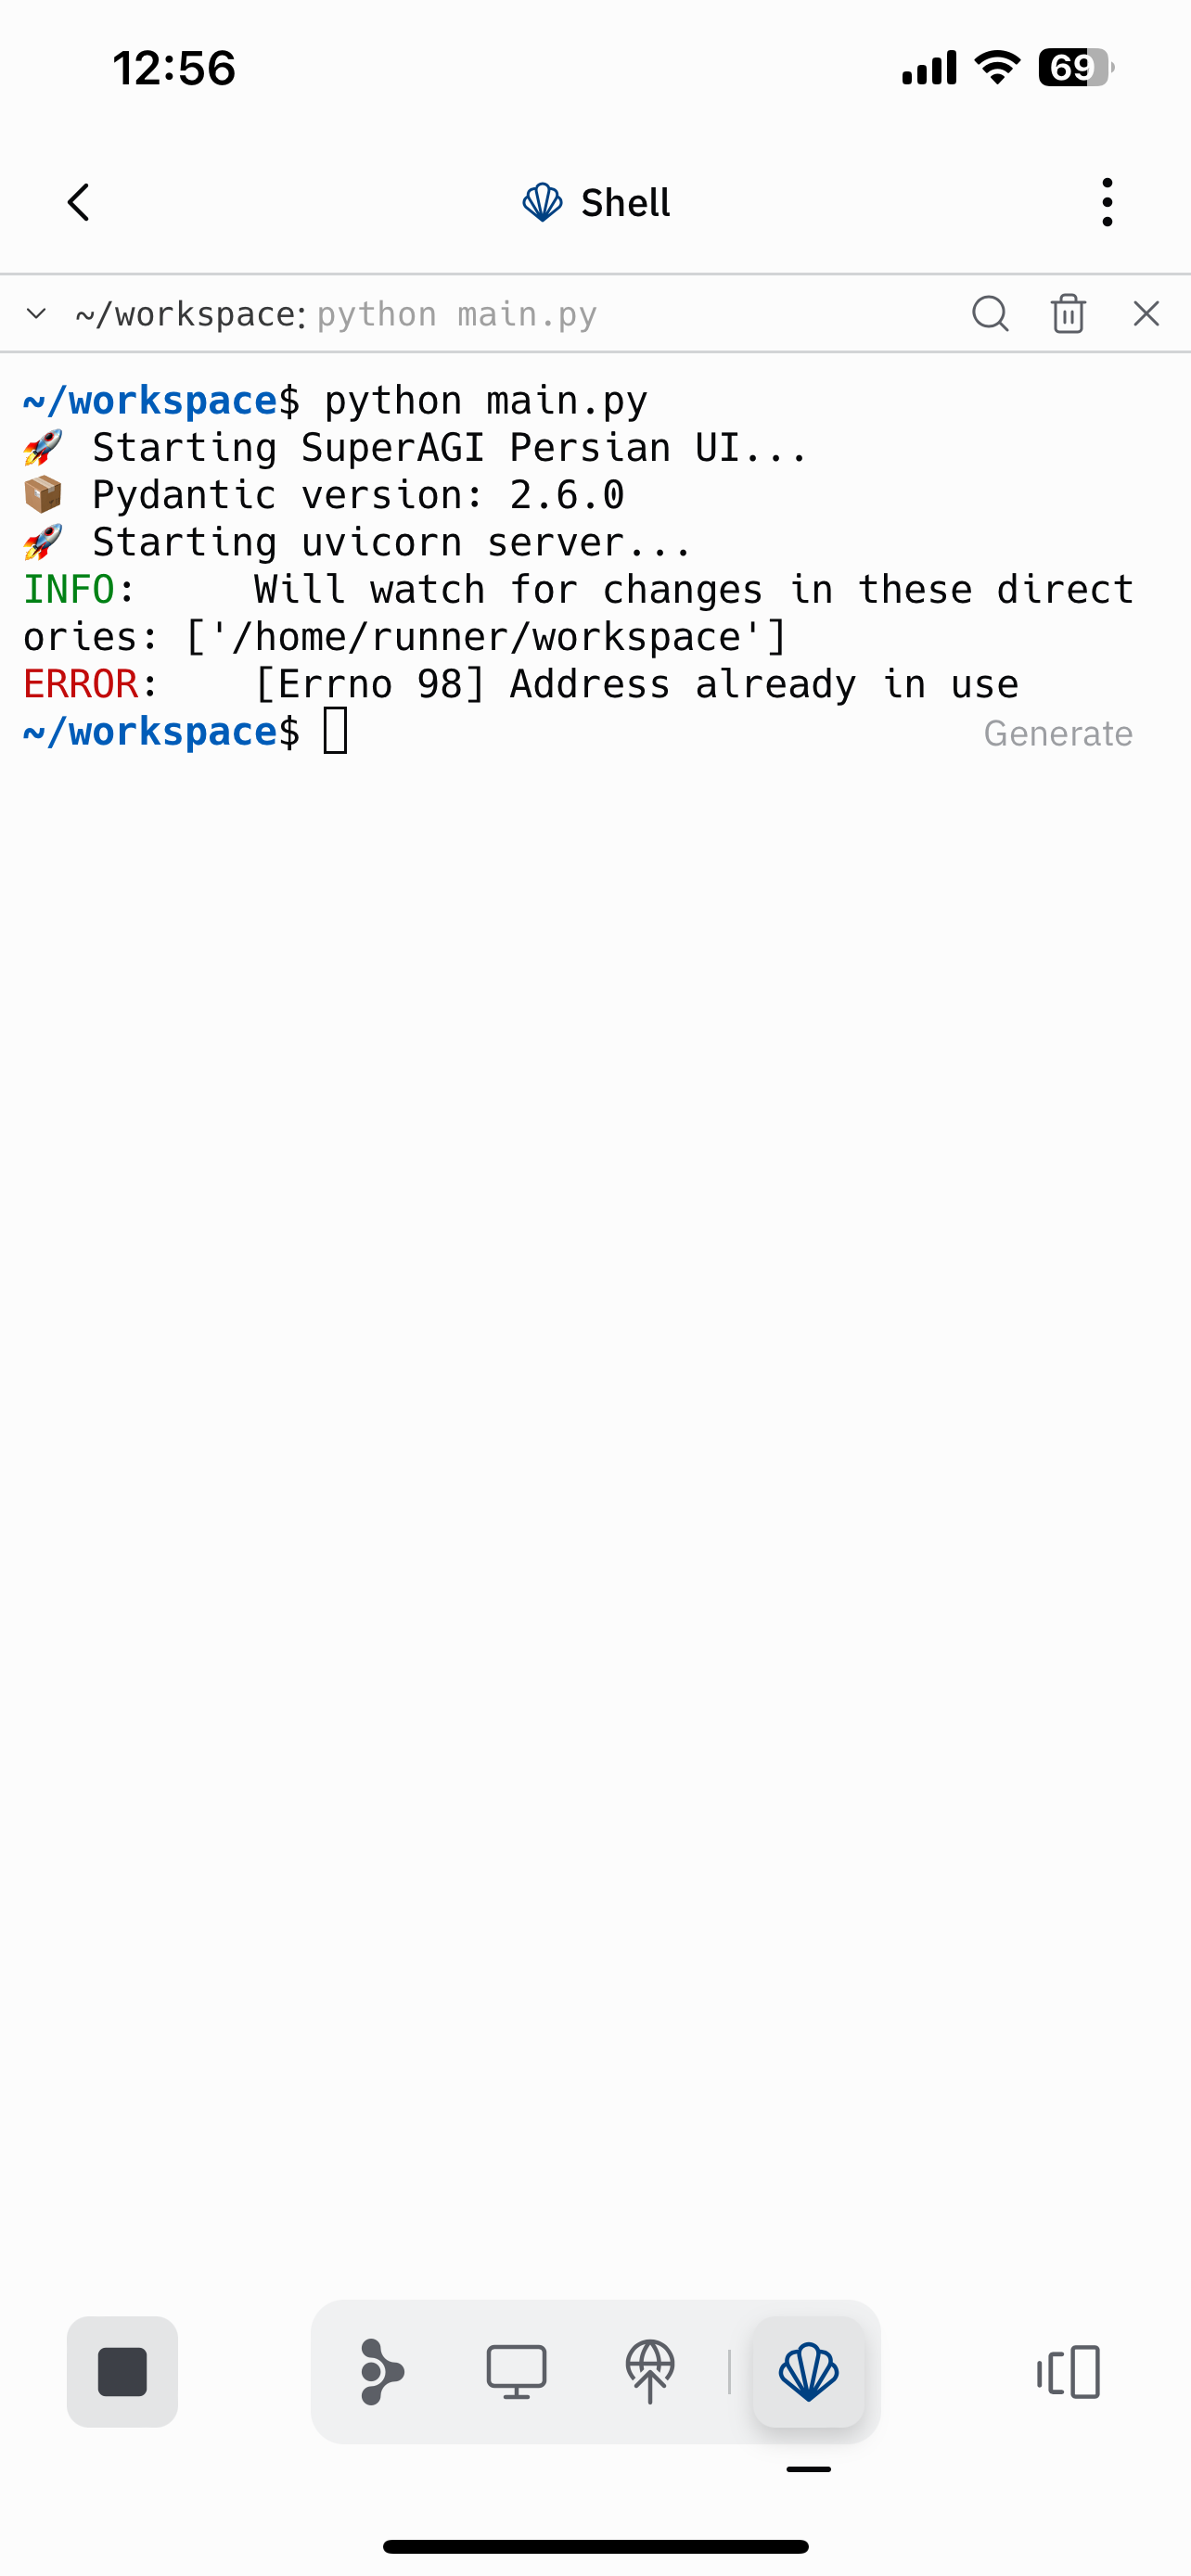 12:56
69
Shell
~/workspace: python main.py
~/workspace$ python main.py
🚀 Starting SuperAGI Persian UI...
📦 Pydantic version: 2.6.0
🚀 Starting uvicorn server...
INFO:     Will watch for changes in these direct
ories: ['/home/runner/workspace']
ERROR:    [Errno 98] Address already in use
~/workspace$
Generate